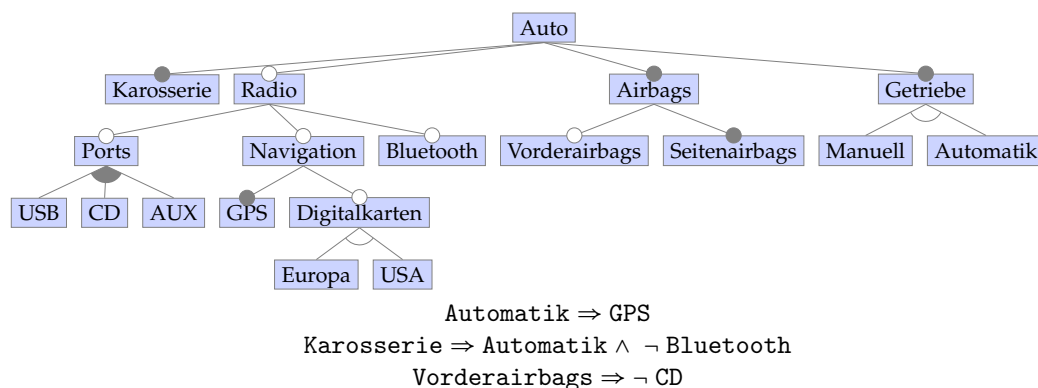 Auto
Karosserie Radio Airbags Getriebe
Ports Navigation Bluetooth Vorderairbags Seitenairbags Manuell Automatik
USB CD AUX GPS Digitalkarten
Europa USA
Automatik ⇒ GPS
Karosserie ⇒ Automatik ∧ ¬ Bluetooth
Vorderairbags ⇒ ¬ CD